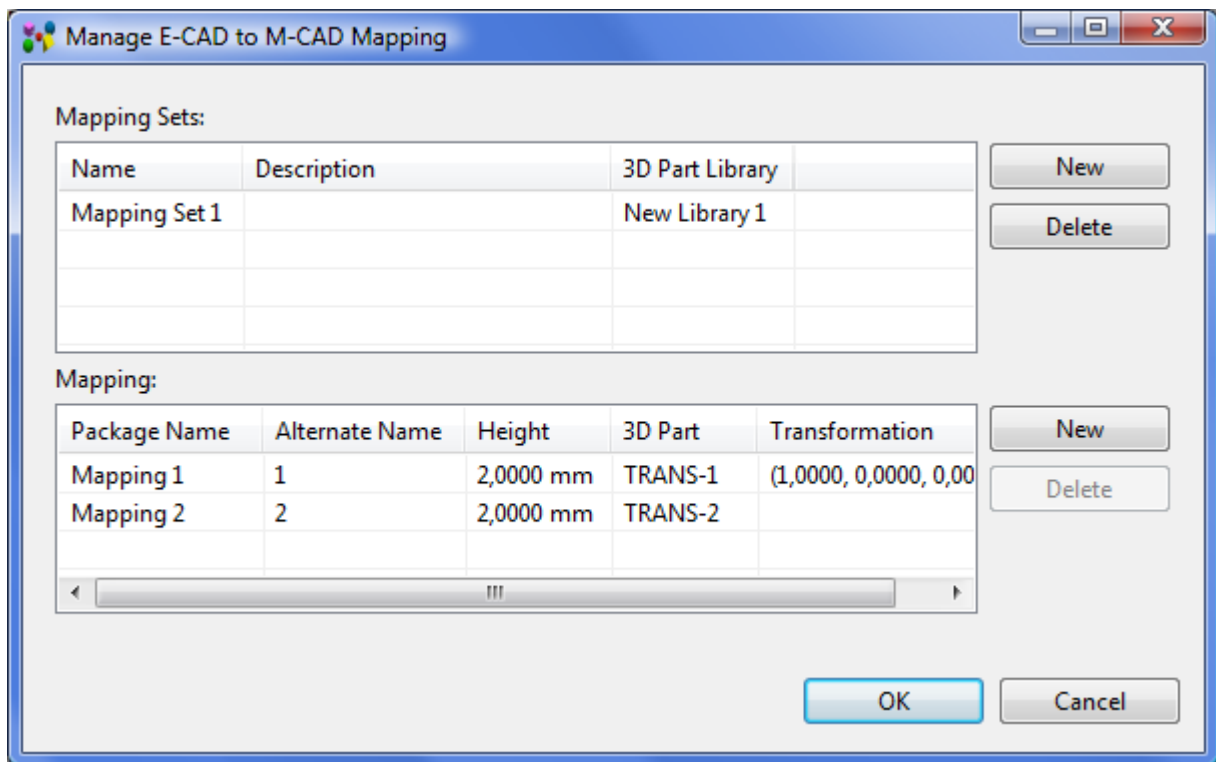 Manage E-CAD to M-CAD Mapping
Mapping Sets:
Name Description 3D Part Library
New
Mapping Set 1 New Library 1
Delete
Mapping:
Package Name Alternate Name Height 3D Part Transformation
New
Mapping 1 1 2,0000 mm TRANS-1 (1,0000, 0,0000, 0,00
Delete
Mapping 2 2 2,0000 mm TRANS-2
OK Cancel